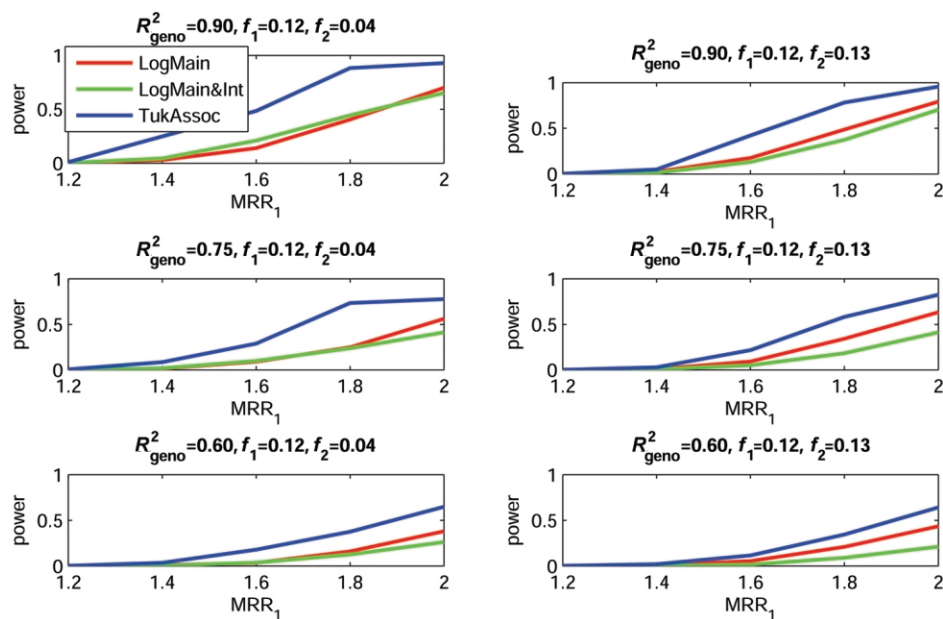 R²geno=0.90, f1=0.12, f2=0.04
1
0.5
0
power
LogMain
LogMain&Int
TukAssoc
1.2 1.4 1.6 1.8 2
MRR1
R²geno=0.90, f1=0.12, f2=0.13
1
0.5
0
power
1.2 1.4 1.6 1.8 2
MRR1
R²geno=0.75, f1=0.12, f2=0.04
1
0.5
0
power
1.2 1.4 1.6 1.8 2
MRR1
R²geno=0.75, f1=0.12, f2=0.13
1
0.5
0
power
1.2 1.4 1.6 1.8 2
MRR1
R²geno=0.60, f1=0.12, f2=0.04
1
0.5
0
power
1.2 1.4 1.6 1.8 2
MRR1
R²geno=0.60, f1=0.12, f2=0.13
1
0.5
0
power
1.2 1.4 1.6 1.8 2
MRR1